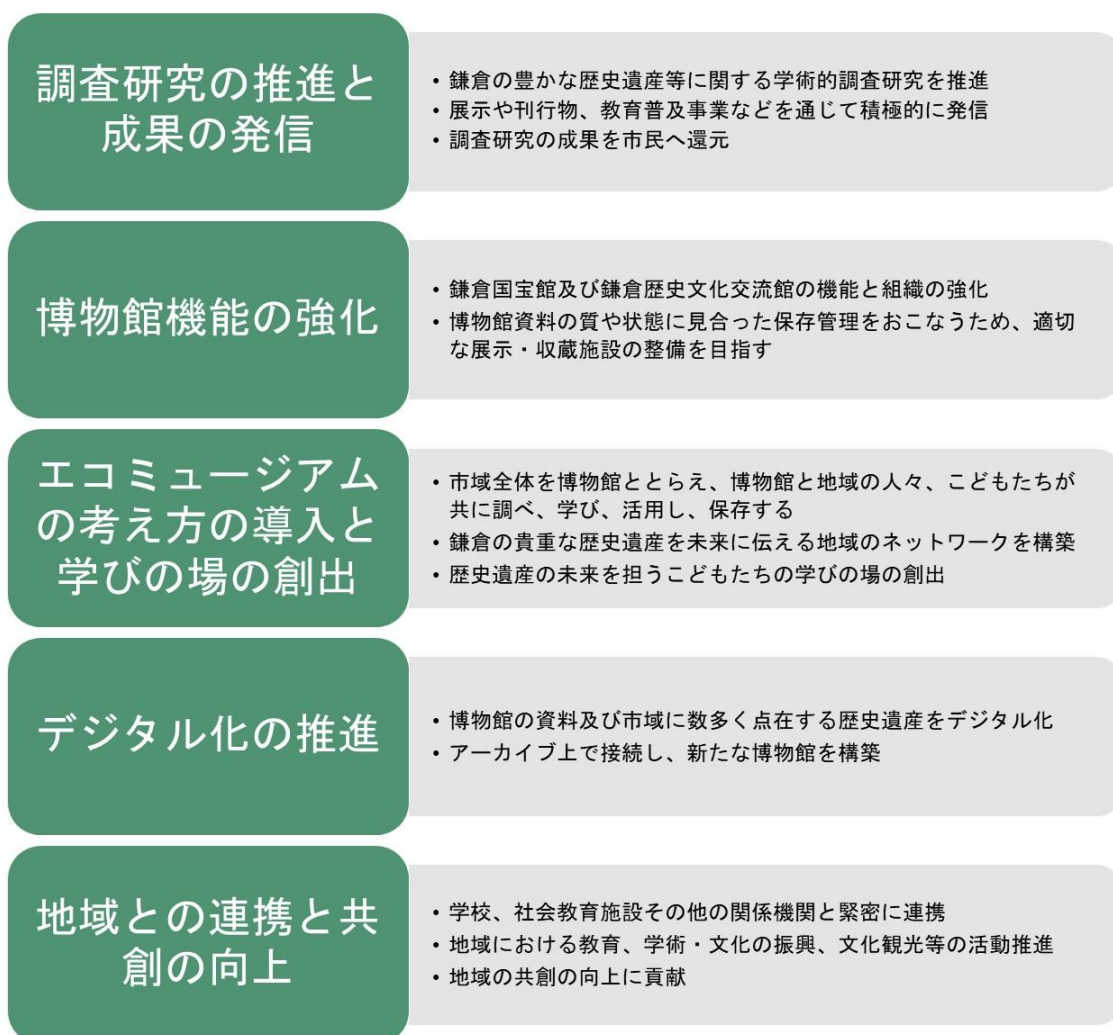 調査研究の推進と
成果の発信
・鎌倉の豊かな歴史遺産等に関する学術的調査研究を推進
・展示や刊行物、教育普及事業などを通じて積極的に発信
・調査研究の成果を市民へ還元
博物館機能の強化
・鎌倉国宝館及び鎌倉歴史文化交流館の機能と組織の強化
・博物館資料の質や状態に見合った保存管理をおこなうため、適切
な展示・収蔵施設の整備を目指す
エコミュージアム
の考え方の導入と
学びの場の創出
・市域全体を博物館ととらえ、博物館と地域の人々、こどもたちが
共に調べ、学び、活用し、保存する
・鎌倉の貴重な歴史遺産を未来に伝える地域のネットワークを構築
・歴史遺産の未来を担うこどもたちの学びの場の創出
デジタル化の推進
・博物館の資料及び市域に数多く点在する歴史遺産をデジタル化
・アーカイブ上で接続し、新たな博物館を構築
地域との連携と共
創の向上
・学校、社会教育施設その他の関係機関と緊密に連携
・地域における教育、学術・文化の振興、文化観光等の活動推進
・地域の共創の向上に貢献